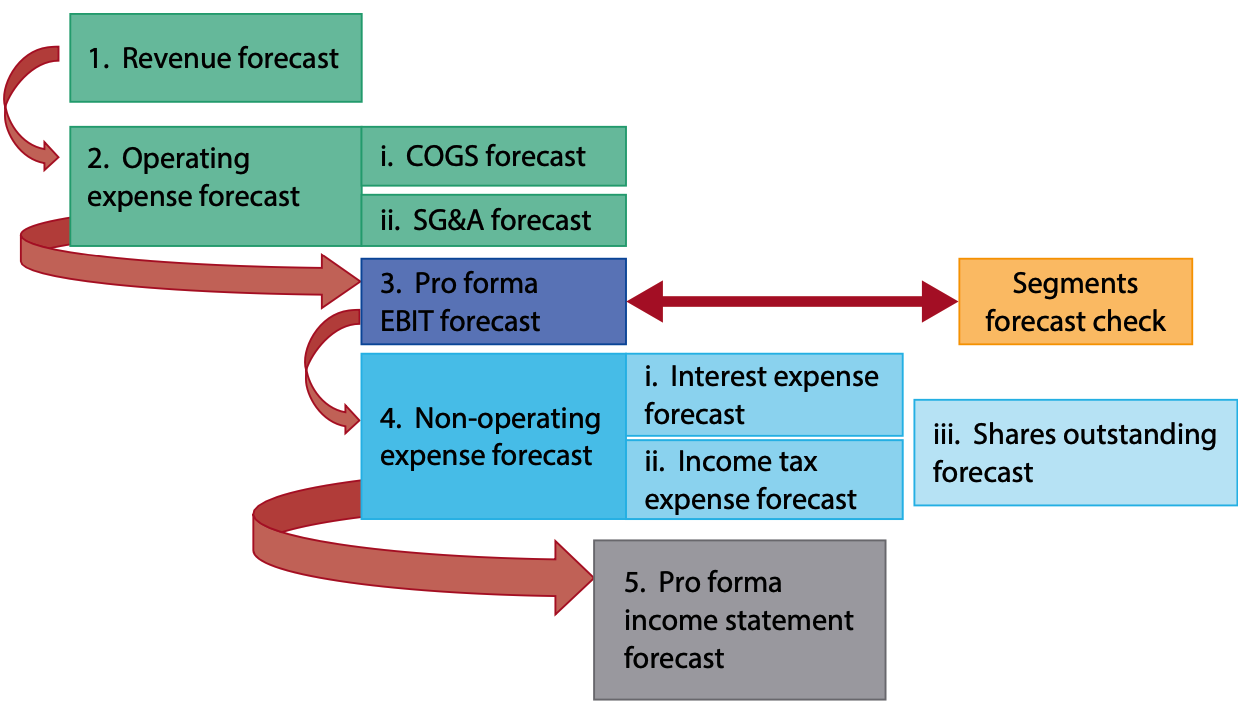 1. Revenue forecast
2. Operating
expense forecast
i. COGS forecast
ii. SG&A forecast
3. Pro forma
EBIT forecast
Segments
forecast check
4. Non-operating
expense forecast
i. Interest expense
forecast
ii. Income tax
expense forecast
iii. Shares outstanding
forecast
5. Pro forma
income statement
forecast